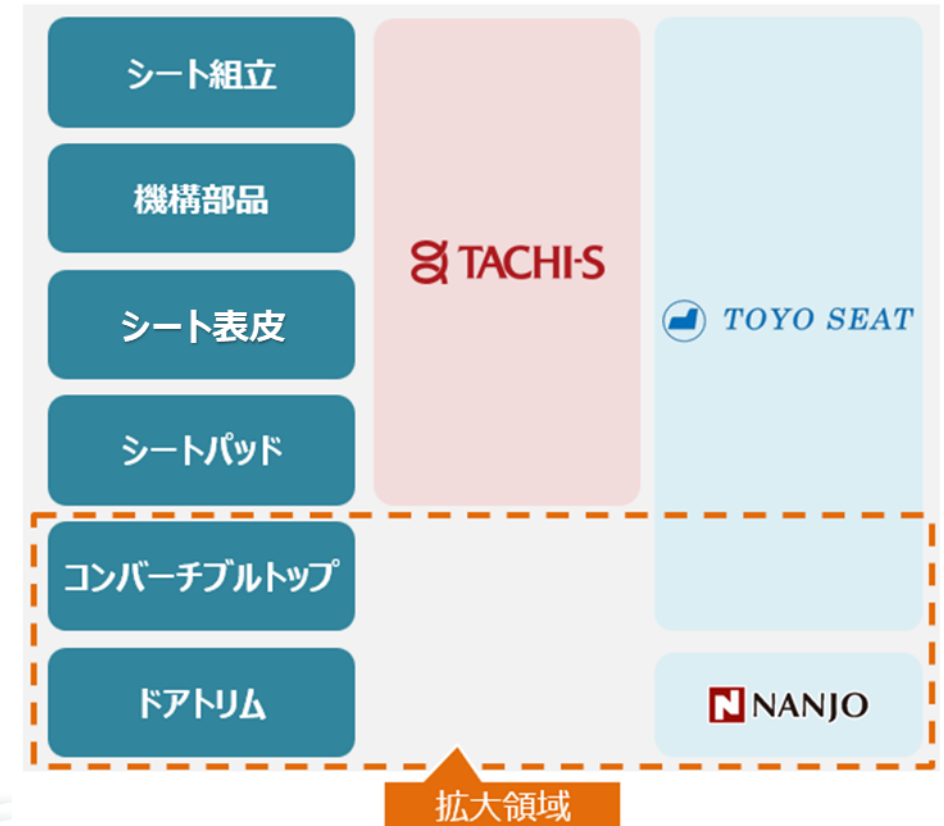 シート組立
機構部品
TACHI-S
シート表皮
TOYO SEAT
シートパッド
コンバーチブルトップ
ドアトリム
NANJO
拡大領域